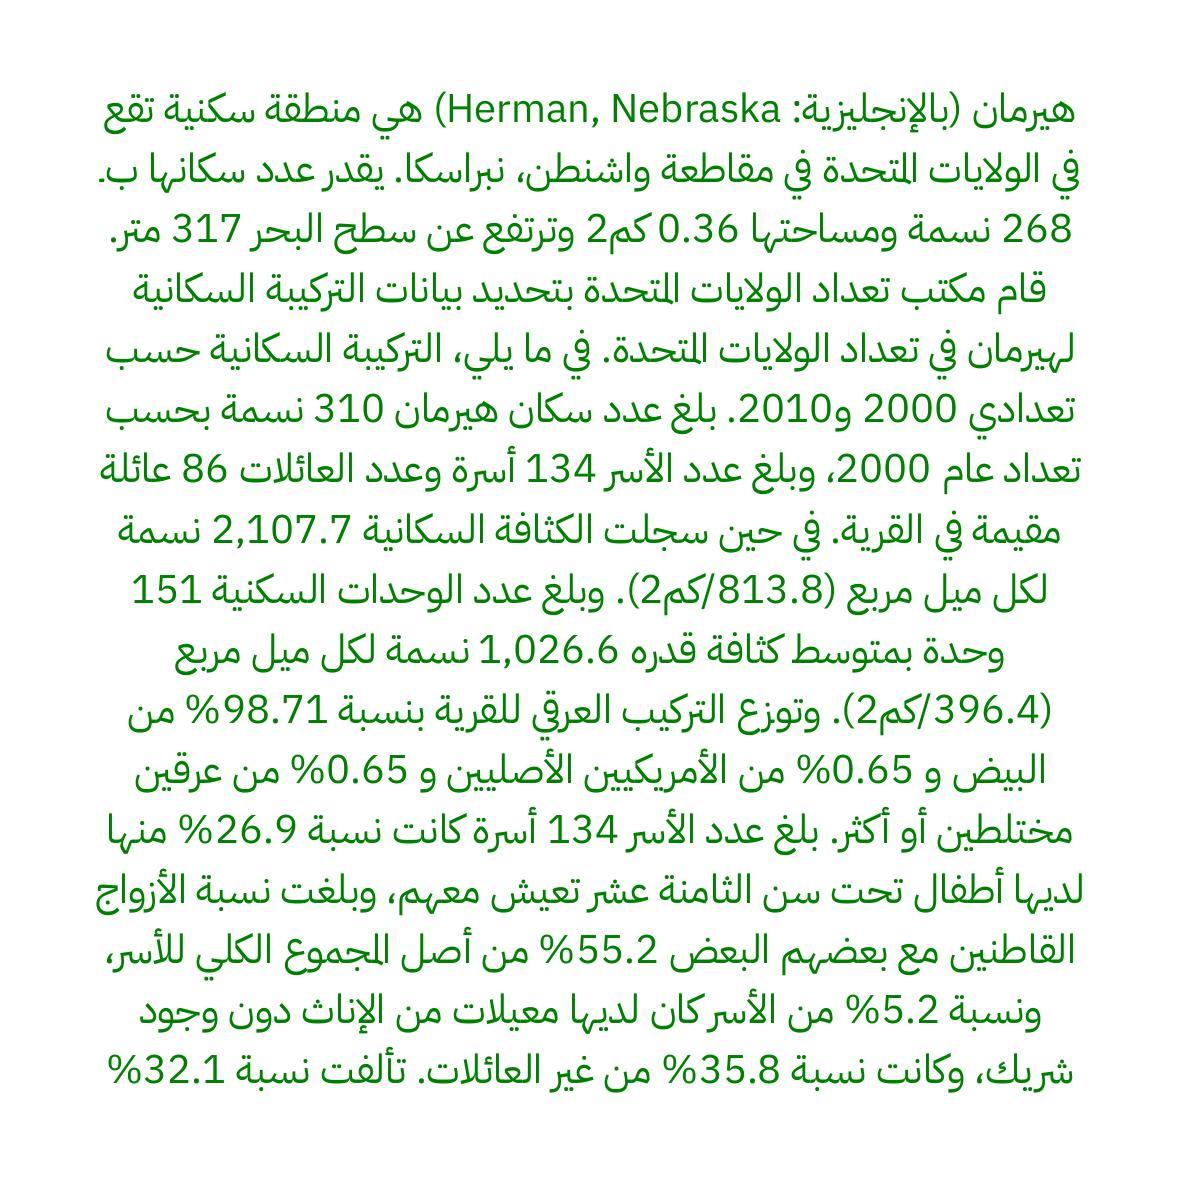 هيرمان (بالإنجليزية: Herman, Nebraska) هي منطقة سكنية تقع
في الولايات المتحدة في مقاطعة واشنطن، نبراسكا. يقدر عدد سكانها ب‍ـ
268 نسمة ومساحتها 0.36 كم2 وترتفع عن سطح البحر 317 متر.
قام مكتب تعداد الولايات المتحدة بتحديد بيانات التركيبة السكانية
لهيرمان في تعداد الولايات المتحدة. في ما يلي، التركيبة السكانية حسب
تعدادي 2000 و2010. بلغ عدد سكان هيرمان 310 نسمة بحسب
تعداد عام 2000، وبلغ عدد الأسر 134 أسرة وعدد العائلات 86 عائلة
مقيمة في القرية. في حين سجلت الكثافة السكانية 2,107.7 نسمة
لكل ميل مربع (813.8/كم2). وبلغ عدد الوحدات السكنية 151
وحدة بمتوسط كثافة قدره 1,026.6 نسمة لكل ميل مربع
(396.4/كم2). وتوزع التركيب العرقي للقرية بنسبة 98.71% من
البيض و 0.65% من الأمريكيين الأصليين و 0.65% من عرقين
مختلطين أو أكثر. بلغ عدد الأسر 134 أسرة كانت نسبة 26.9% منها
لديها أطفال تحت سن الثامنة عشر تعيش معهم، وبلغت نسبة الأزواج
القاطنين مع بعضهم البعض 55.2% من أصل المجموع الكلي للأسر،
ونسبة 5.2% من الأسر كان لديها معيلات من الإناث دون وجود
شريك، وكانت نسبة 35.8% من غير العائلات. تألفت نسبة 32.1%